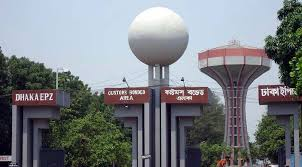 DHAKA EPZ
CUSTOMS BONDED
AREA
কাস্টমস বন্ডেড
এলাকা
ঢাকা ইপিজেড